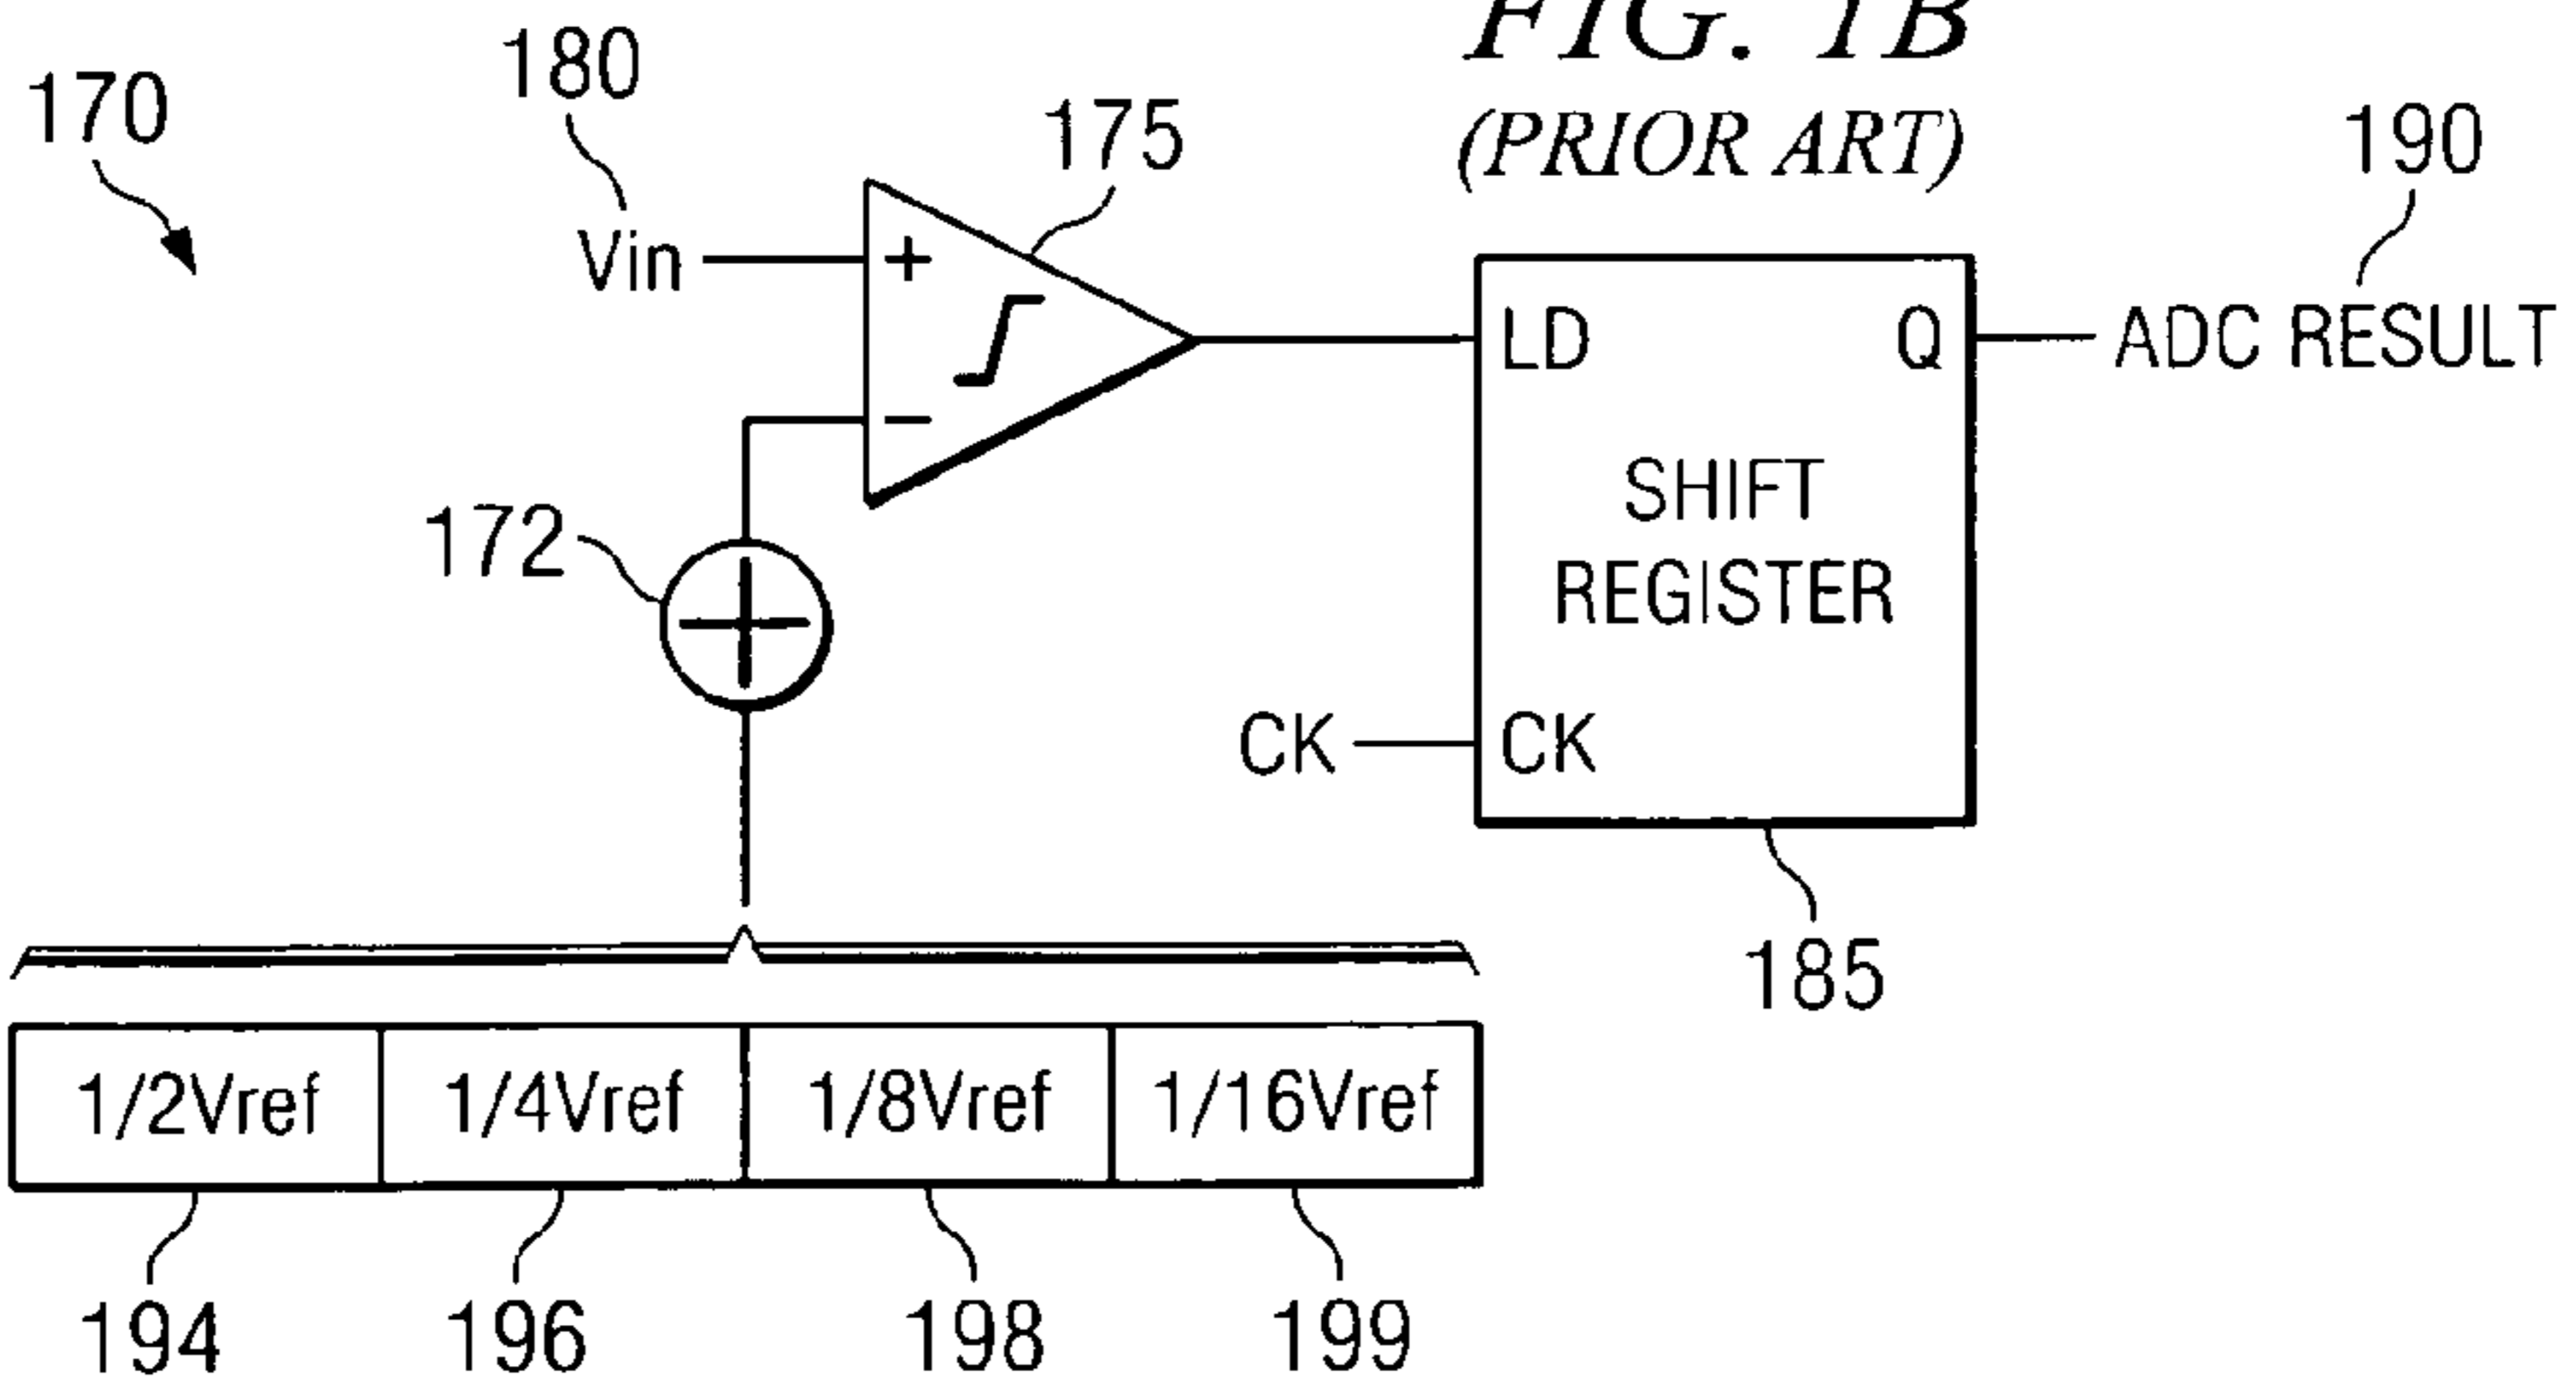 FIG. 1B
(PRIOR ART)
170
180
175
190
Vin
+
−
LD
Q
ADC RESULT
SHIFT
REGISTER
172
CK
CK
185
1/2Vref
1/4Vref
1/8Vref
1/16Vref
194
196
198
199